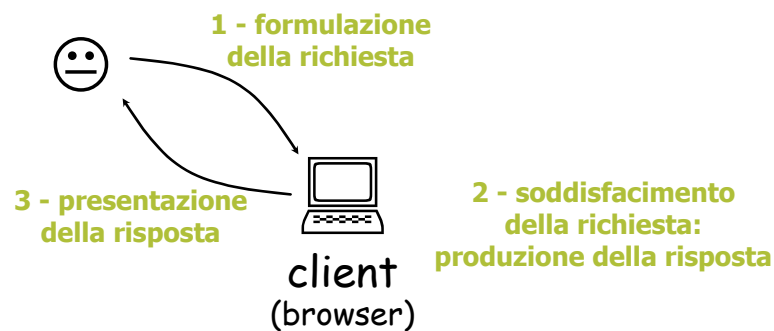 1 - formulazione
della richiesta
3 - presentazione
della risposta
2 - soddisfacimento
della richiesta:
produzione della risposta
client
(browser)